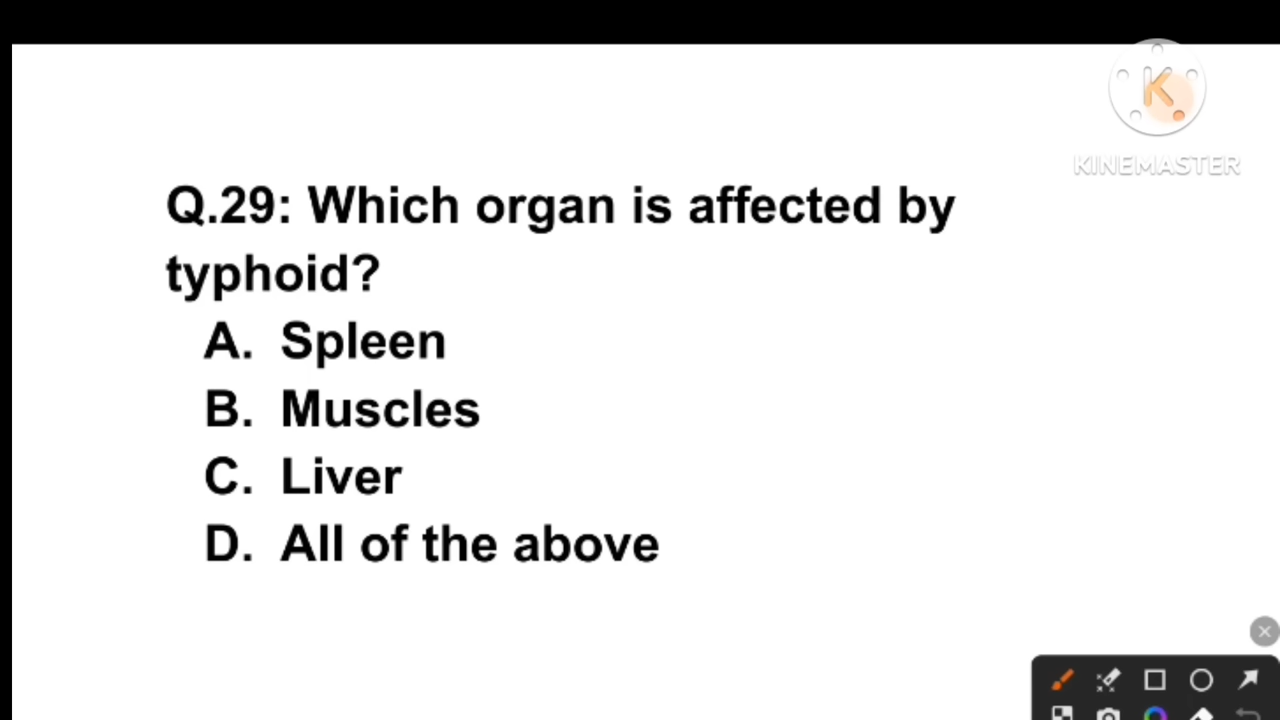 K
KINEMASTER
Q.29: Which organ is affected by
typhoid?
A. Spleen
B. Muscles
C. Liver
D. All of the above